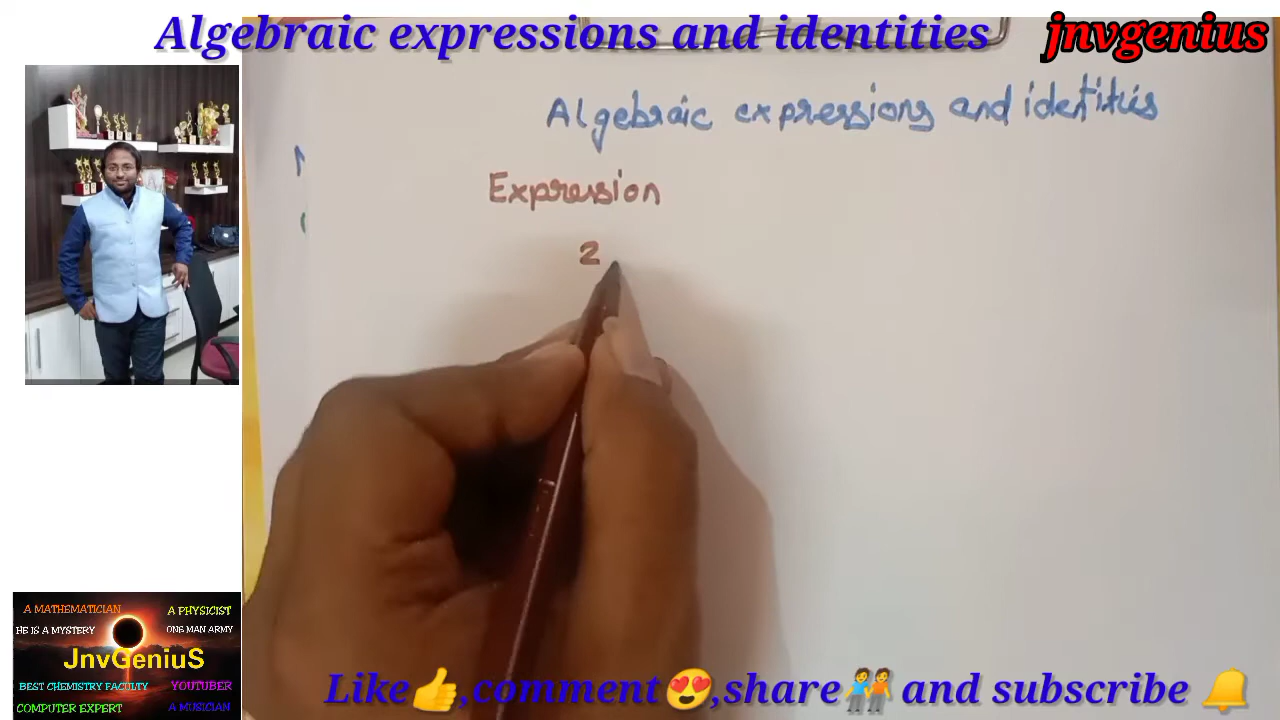 Algebraic expressions and identities
jnvgenius
Algebraic expressions and identities
Expression
2
A MATHEMATICIAN
A PHYSICIST
HE IS A MYSTERY
ONE MAN ARMY
JnvGeniuS
BEST CHEMISTRY FACULTY
YOUTUBER
COMPUTER EXPERT
A MUSICIAN
Like👍,comment😍,share👬 and subscribe 🔔